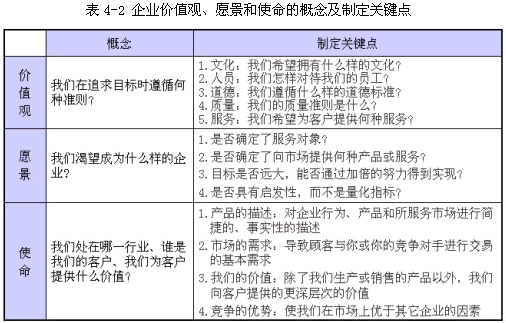 表 4-2 企业价值观、愿景和使命的概念及制定关键点
概念
制定关键点
价值观
我们在追求目标时遵循何
种准则?
1.文化：我们希望拥有什么样的文化?
2.人员：我们怎样对待我们的员工?
3.道德：我们遵循什么样的道德标准?
4.质量：我们的质量准则是什么?
5.服务：我们希望为客户提供何种服务?
愿景
我们渴望成为什么样的企
业?
1.是否确定了服务对象?
2.是否确定了向市场提供何种产品或服务?
3.目标是否远大，能否通过加倍的努力得到实现?
4.是否具有启发性，而不是量化指标?
使命
我们处在哪一行业、谁是
我们的客户、我们为客户
提供什么价值?
1.产品的描述：对企业行为、产品和所服务市场进行简
捷的、事实性的描述
2.市场的需求：导致顾客与你或你的竞争对手进行交易
的基本需求
3.我们的价值：除了我们生产或销售的产品以外，我们
向客户提供的更深层次的价值
4.竞争的优势：使我们在市场上优于其它企业的因素